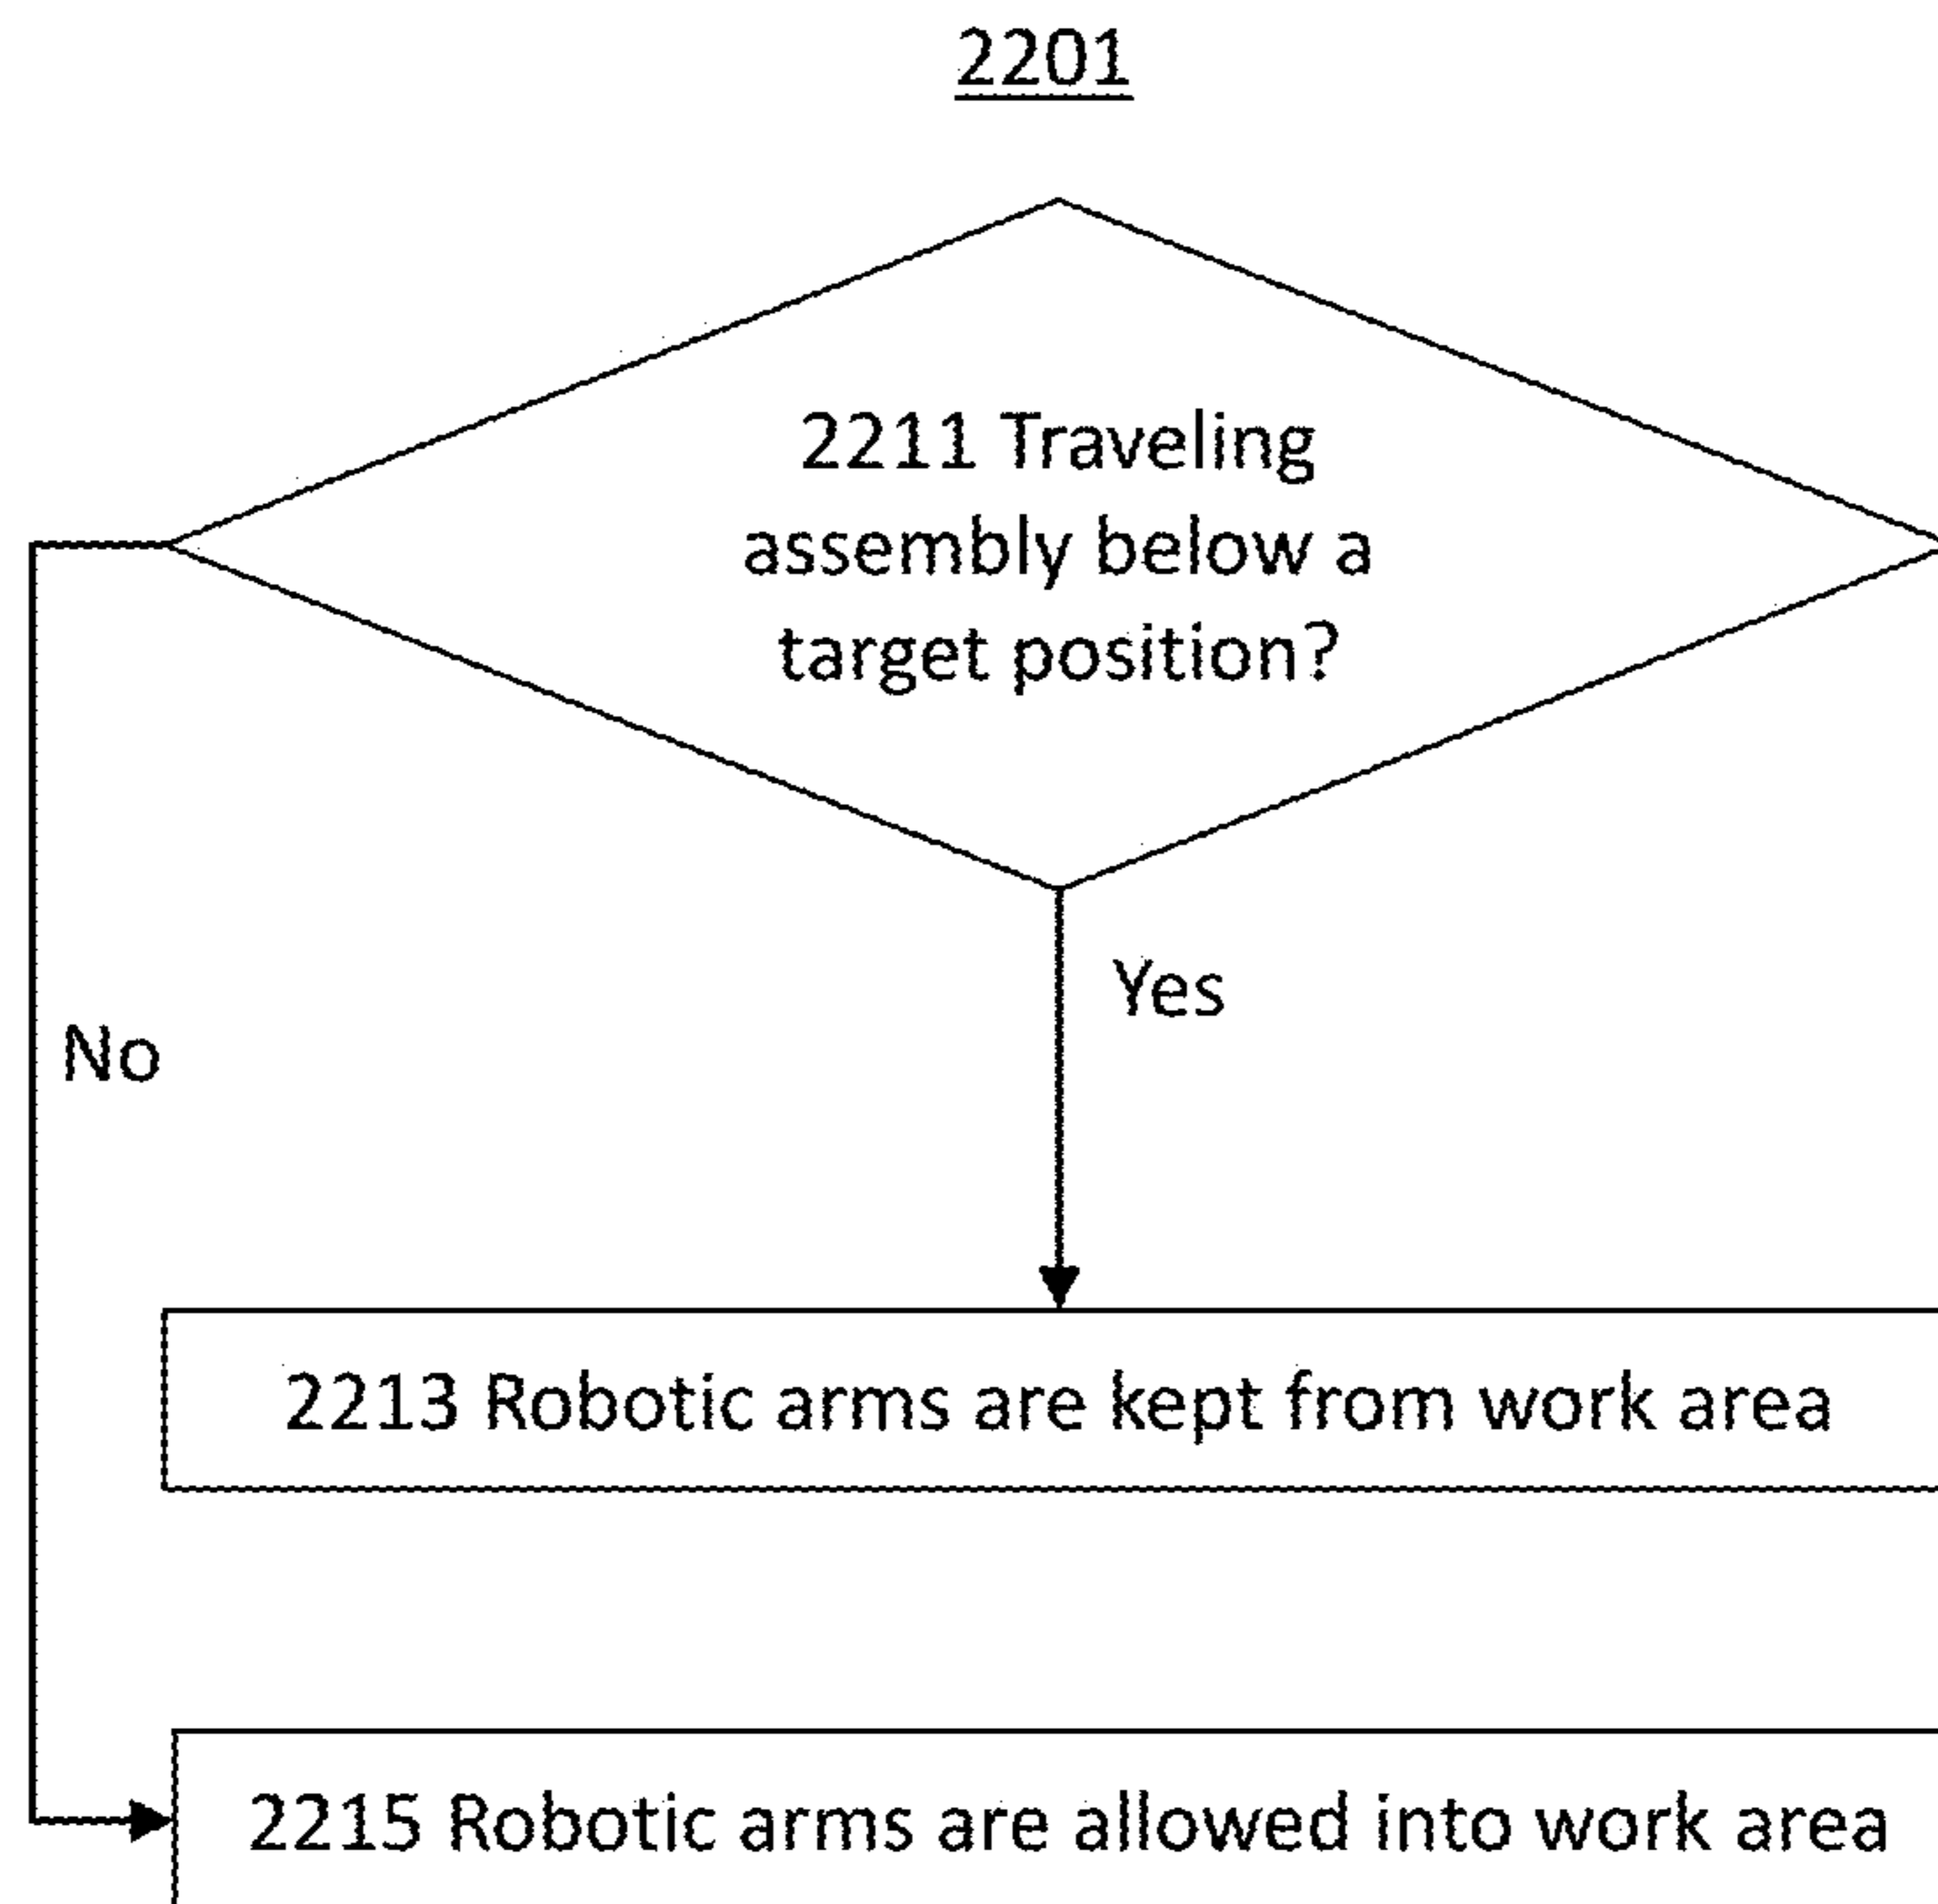 2201
2211 Traveling
assembly below a
target position?
Yes
No
2213 Robotic arms are kept from work area
2215 Robotic arms are allowed into work area